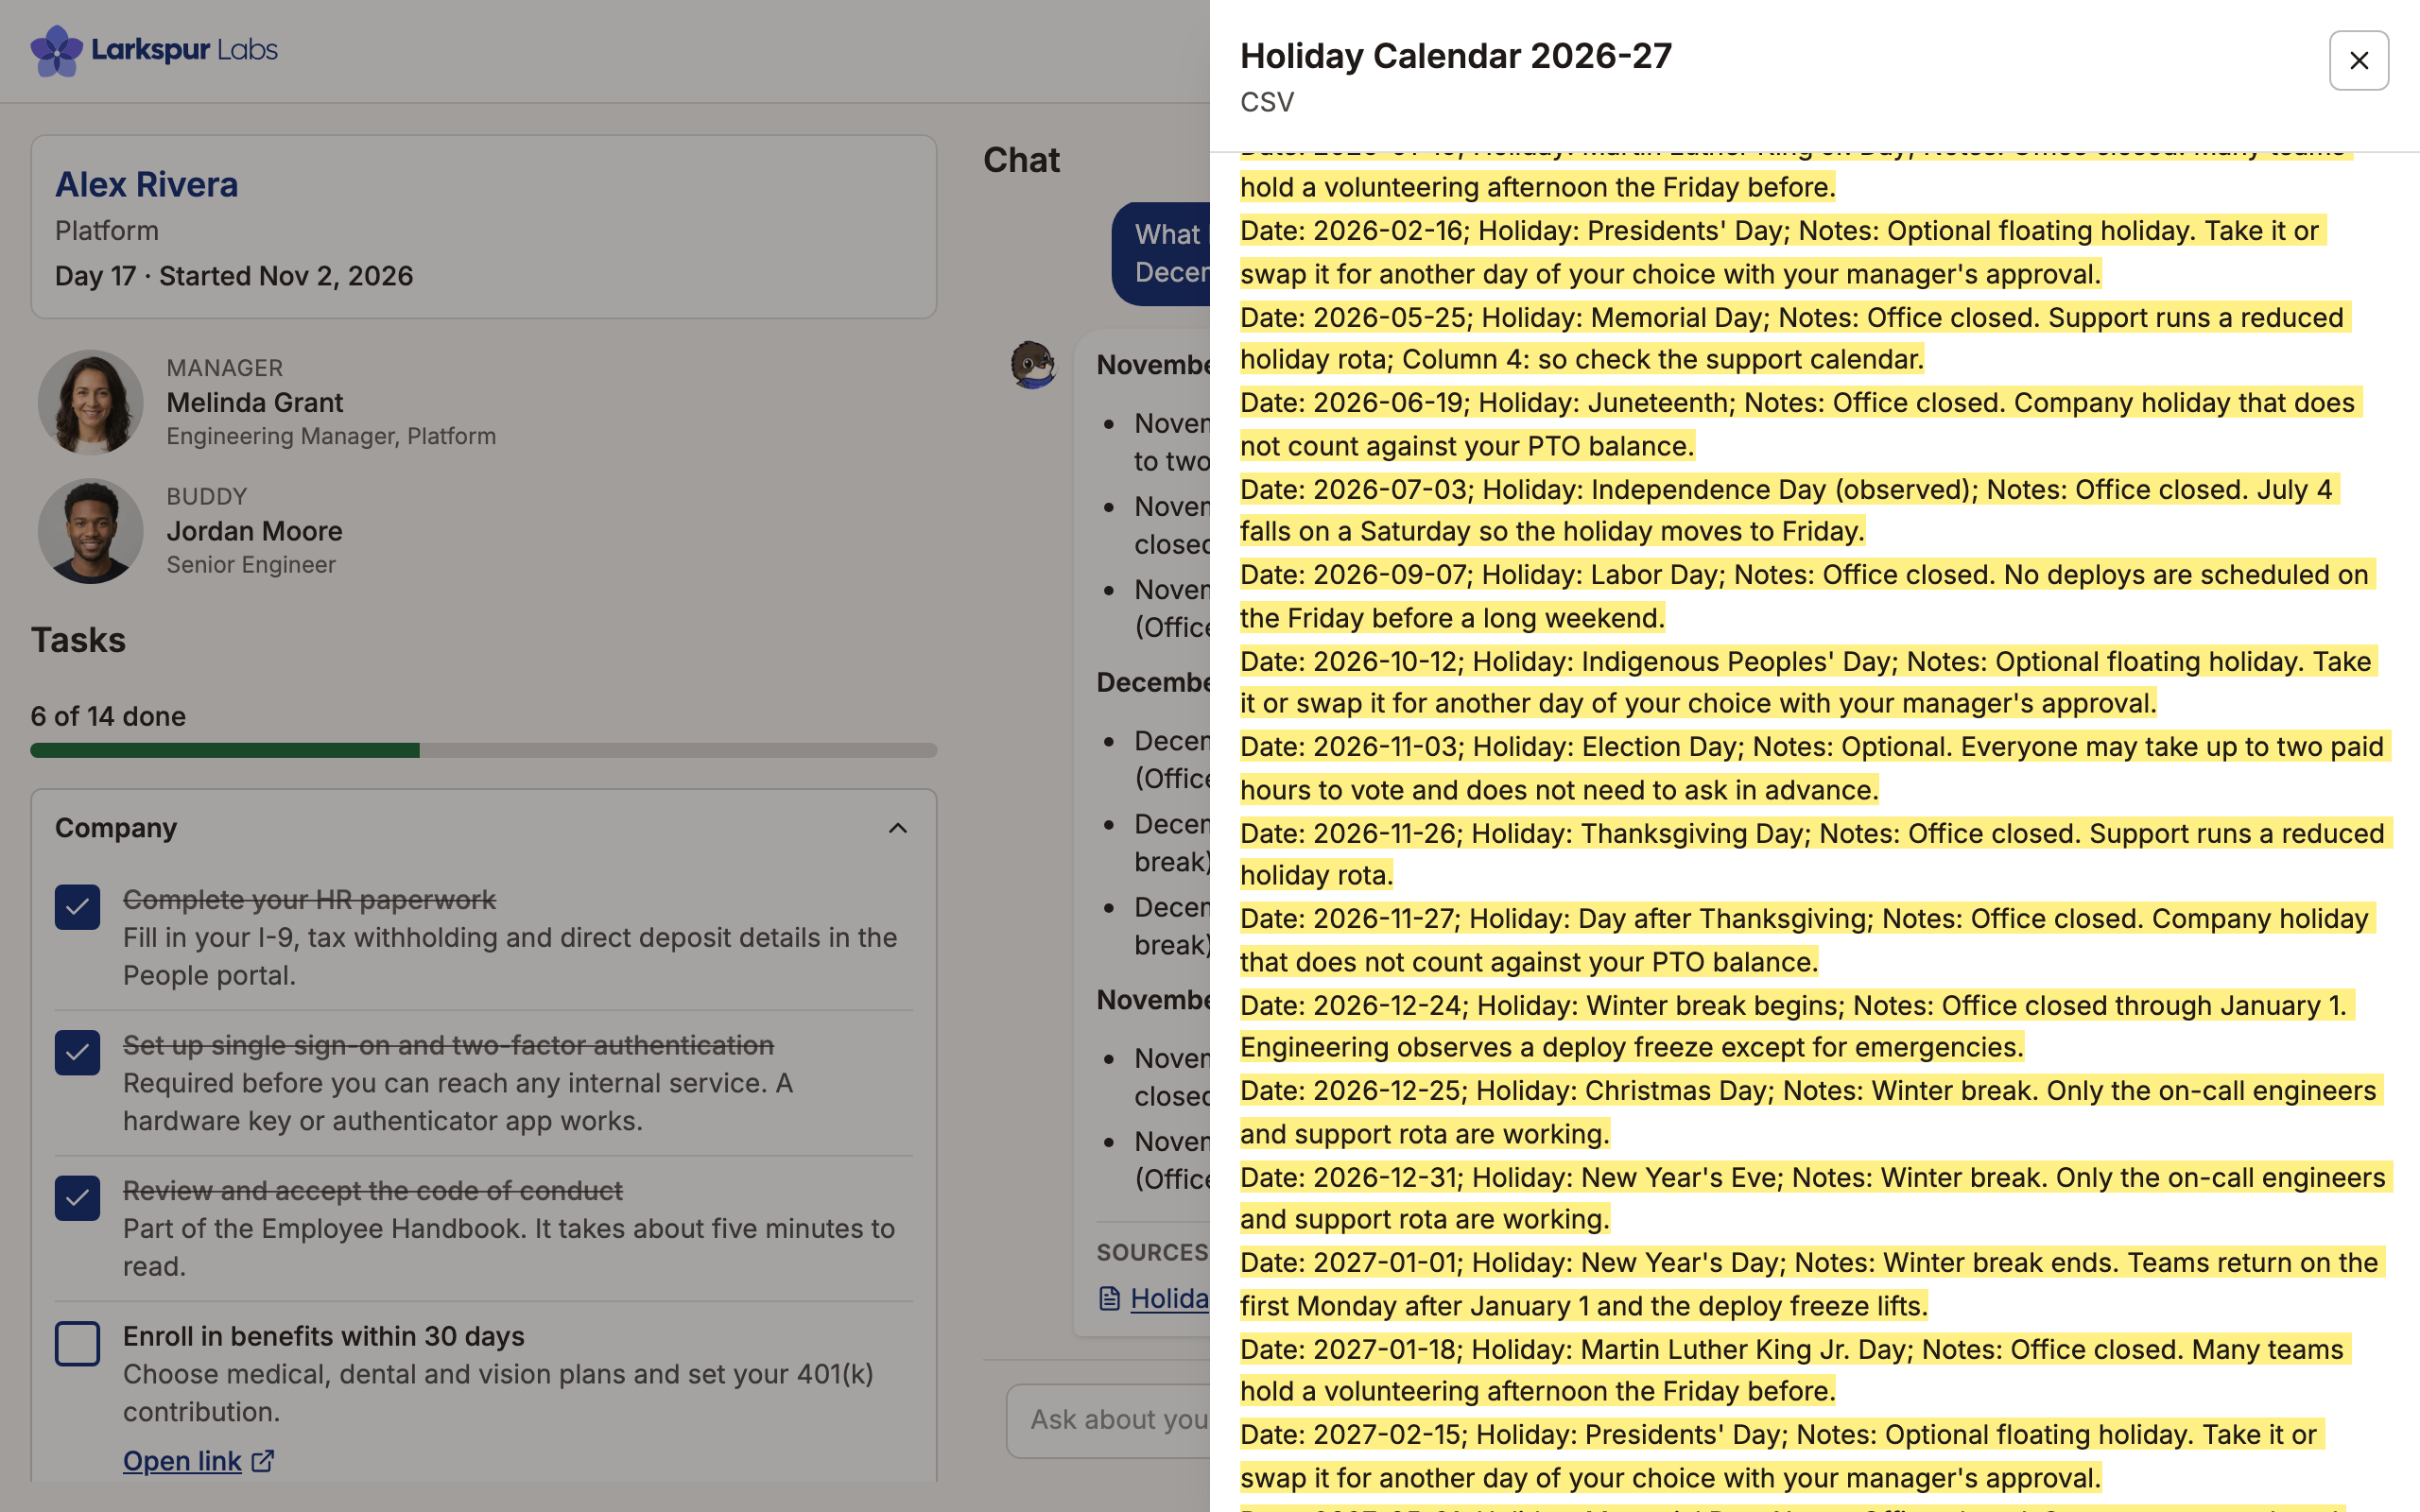 Larkspur Labs
Alex Rivera
Platform
Day 17 · Started Nov 2, 2026
MANAGER
Melinda Grant
Engineering Manager, Platform
BUDDY
Jordan Moore
Senior Engineer
Tasks
6 of 14 done
Company
Complete your HR paperwork
Fill in your I-9, tax withholding and direct deposit details in the
People portal.
Set up single sign-on and two-factor authentication
Required before you can reach any internal service. A
hardware key or authenticator app works.
Review and accept the code of conduct
Part of the Employee Handbook. It takes about five minutes to
read.
Enroll in benefits within 30 days
Choose medical, dental and vision plans and set your 401(k)
contribution.
Open link
Chat
What
to two
(Office
break)
break)
(Office
SOURCES
Ask about you
Holiday Calendar 2026-27
CSV
hold a volunteering afternoon the Friday before.
Date: 2026-02-16; Holiday: Presidents' Day; Notes: Optional floating holiday. Take it or
swap it for another day of your choice with your manager's approval.
Date: 2026-05-25; Holiday: Memorial Day; Notes: Office closed. Support runs a reduced
holiday rota; Column 4: so check the support calendar.
Date: 2026-06-19; Holiday: Juneteenth; Notes: Office closed. Company holiday that does
not count against your PTO balance.
Date: 2026-07-03; Holiday: Independence Day (observed); Notes: Office closed. July 4
falls on a Saturday so the holiday moves to Friday.
Date: 2026-09-07; Holiday: Labor Day; Notes: Office closed. No deploys are scheduled on
the Friday before a long weekend.
Date: 2026-10-12; Holiday: Indigenous Peoples' Day; Notes: Optional floating holiday. Take
it or swap it for another day of your choice with your manager's approval.
Date: 2026-11-03; Holiday: Election Day; Notes: Optional. Everyone may take up to two paid
hours to vote and does not need to ask in advance.
Date: 2026-11-26; Holiday: Thanksgiving Day; Notes: Office closed. Support runs a reduced
holiday rota.
Date: 2026-11-27; Holiday: Day after Thanksgiving; Notes: Office closed. Company holiday
that does not count against your PTO balance.
Date: 2026-12-24; Holiday: Winter break begins; Notes: Office closed through January 1.
Engineering observes a deploy freeze except for emergencies.
Date: 2026-12-25; Holiday: Christmas Day; Notes: Winter break. Only the on-call engineers
and support rota are working.
Date: 2026-12-31; Holiday: New Year's Eve; Notes: Winter break. Only the on-call engineers
and support rota are working.
Date: 2027-01-01; Holiday: New Year's Day; Notes: Winter break ends. Teams return on the
first Monday after January 1 and the deploy freeze lifts.
Date: 2027-01-18; Holiday: Martin Luther King Jr. Day; Notes: Office closed. Many teams
hold a volunteering afternoon the Friday before.
Date: 2027-02-15; Holiday: Presidents' Day; Notes: Optional floating holiday. Take it or
swap it for another day of your choice with your manager's approval.